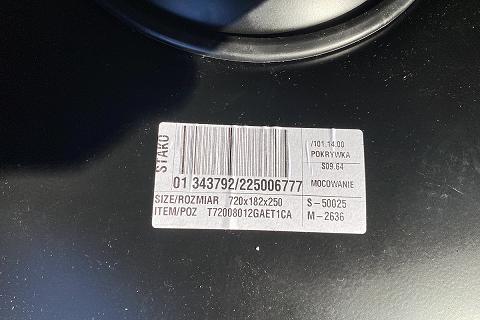 STAKO
01 343792/225006777
SIZE/ROZMIAR 720x182x250
ITEM/POZ T72008012GAET1CA
/101.14.00
POKRYWKA
S09.64
MOCOWANIE
S-50025
M-2636